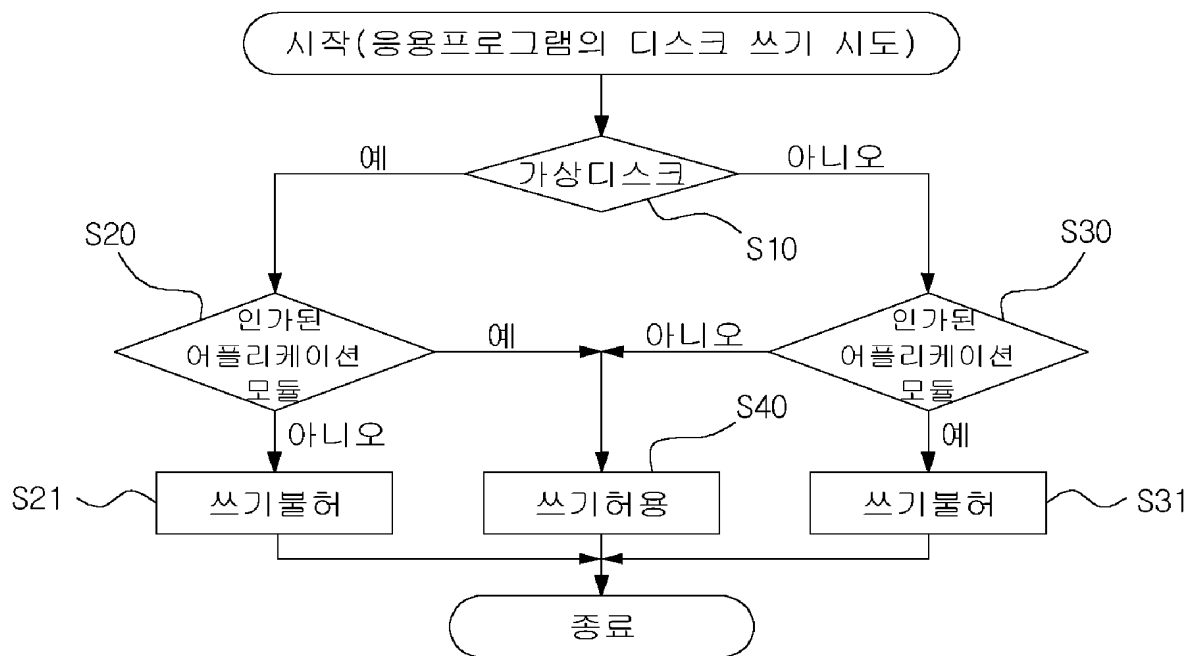 시작(응용프로그램의 디스크 쓰기 시도)
예
가상디스크
아니오
S10
S20
S30
인가된
어플리케이션
모듈
예
아니오
인가된
어플리케이션
모듈
아니오
S40
예
S21
쓰기불허
쓰기허용
쓰기불허
S31
종료